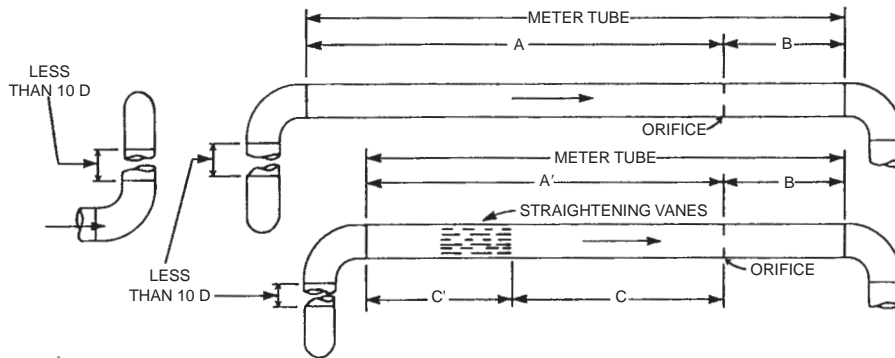 METER TUBE
A
B
LESS
THAN 10 D
ORIFICE
METER TUBE
A'
B
STRAIGHTENING VANES
LESS
THAN 10 D
ORIFICE
C'
C